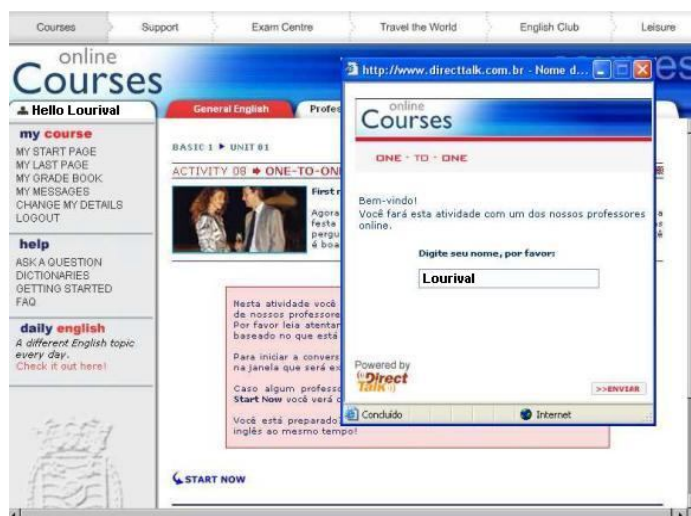 Courses Support Exam Centre Travel the World English Club Leisure
online
Courses
Hello Lourival
General English Profes
my course
MY START PAGE
MY LAST PAGE
MY GRADE BOOK
MY MESSAGES
CHANGE MY DETAILS
LOGOUT
help
ASK A QUESTION
DICTIONARIES
GETTING STARTED
FAQ
daily english
A different English topic
every day.
Check it out here!
BASIC 1 UNIT 01
ACTIVITY 08 ONE-TO-ON
First
Agora
festa
pergu
é boa
Nesta atividade você
de nossos professore
Por favor leia atentar
baseado no que está
Para iniciar a convers
na janela que será ex
Caso algum profess
Start Now você verá
Você está preparado
inglês ao mesmo tempo!
START NOW
http://www.directtalk.com.br - Nome d...
online
Courses
ONE - TO - ONE
Bem-vindo!
Você fará esta atividade com um dos nossos professores
online.
Digite seu nome, por favor:
Lourival
Powered by
Direct
Talk
>>ENVIAR
Concluído Internet